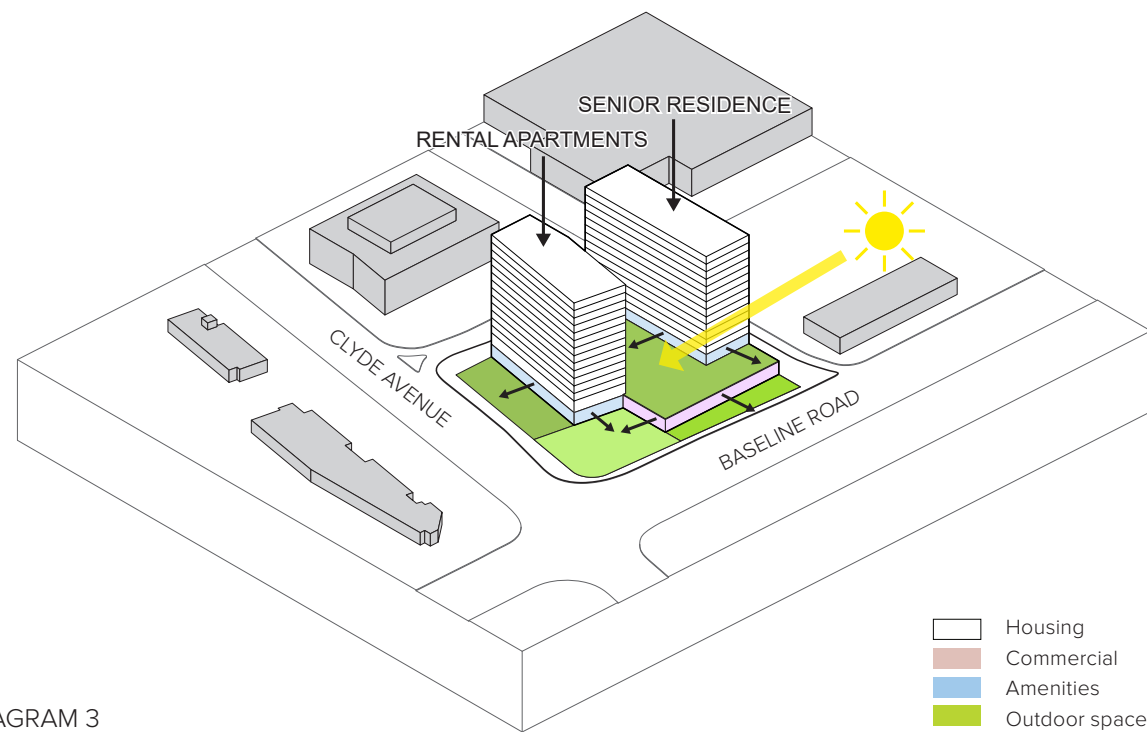 SENIOR RESIDENCE
RENTAL APARTMENTS
CLYDE AVENUE
BASELINE ROAD
Housing
Commercial
Amenities
Outdoor space
AGRAM 3